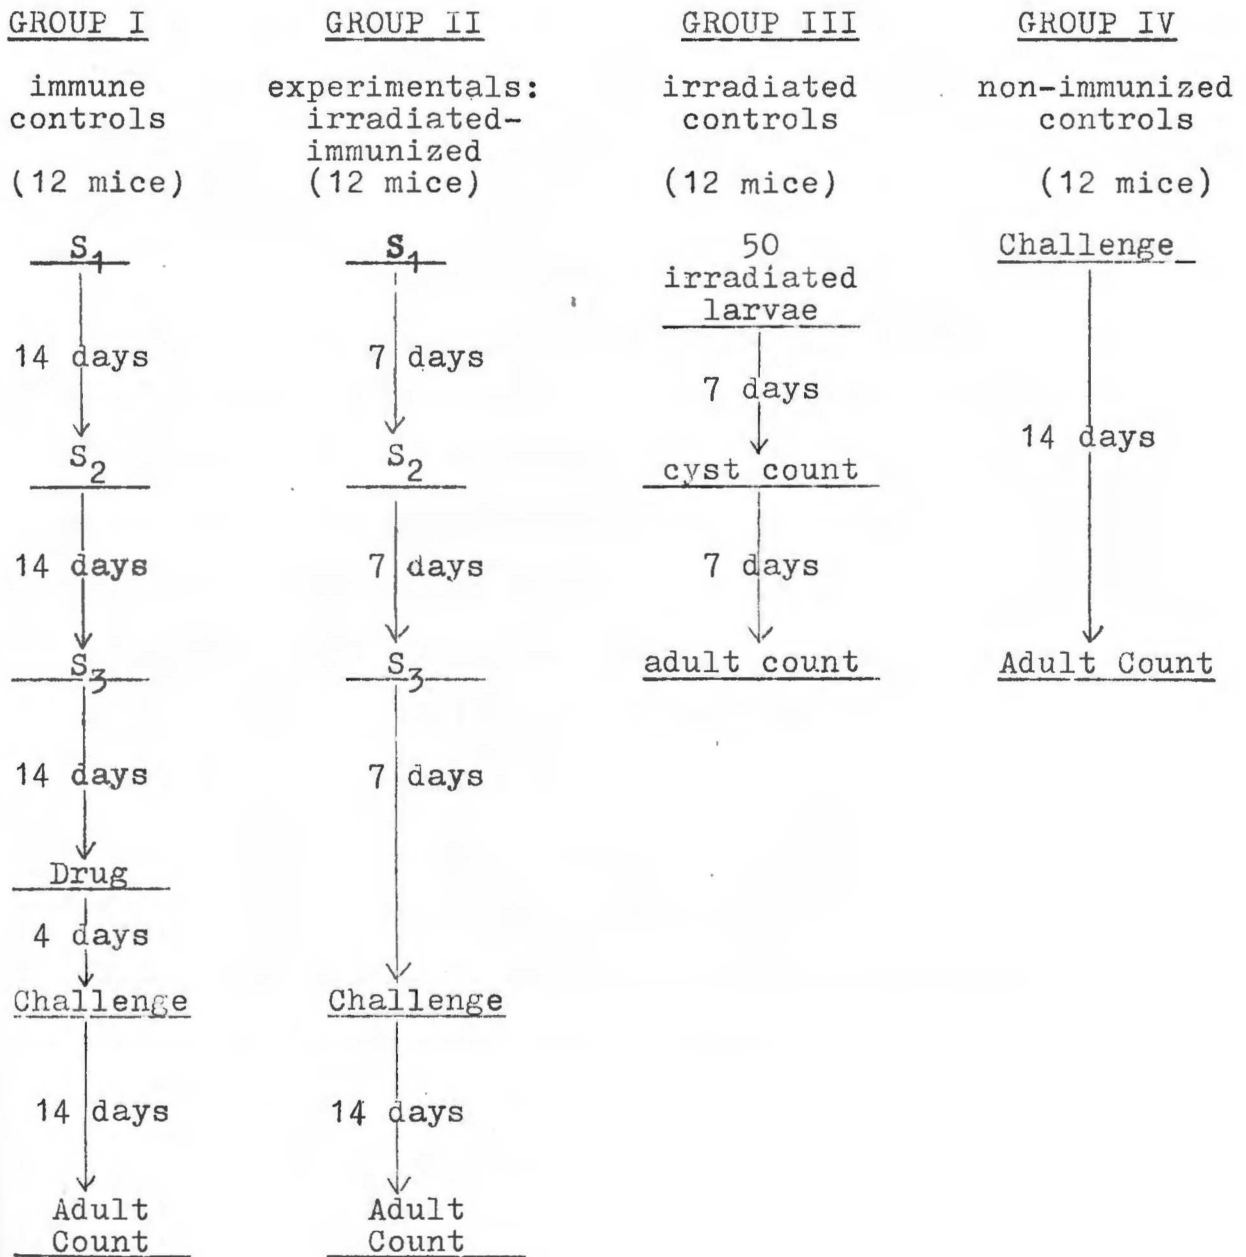 GROUP I
immune
controls
(12 mice)
S1
14 days
S2
14 days
S3
14 days
Drug
4 days
Challenge
14 days
Adult
Count
GROUP II
experimentals:
irradiated-
immunized
(12 mice)
S1
7 days
S2
7 days
S3
7 days
Challenge
14 days
Adult
Count
GROUP III
irradiated
controls
(12 mice)
50
irradiated
larvae
7 days
cyst count
7 days
adult count
GROUP IV
non-immunized
controls
(12 mice)
Challenge
14 days
Adult Count